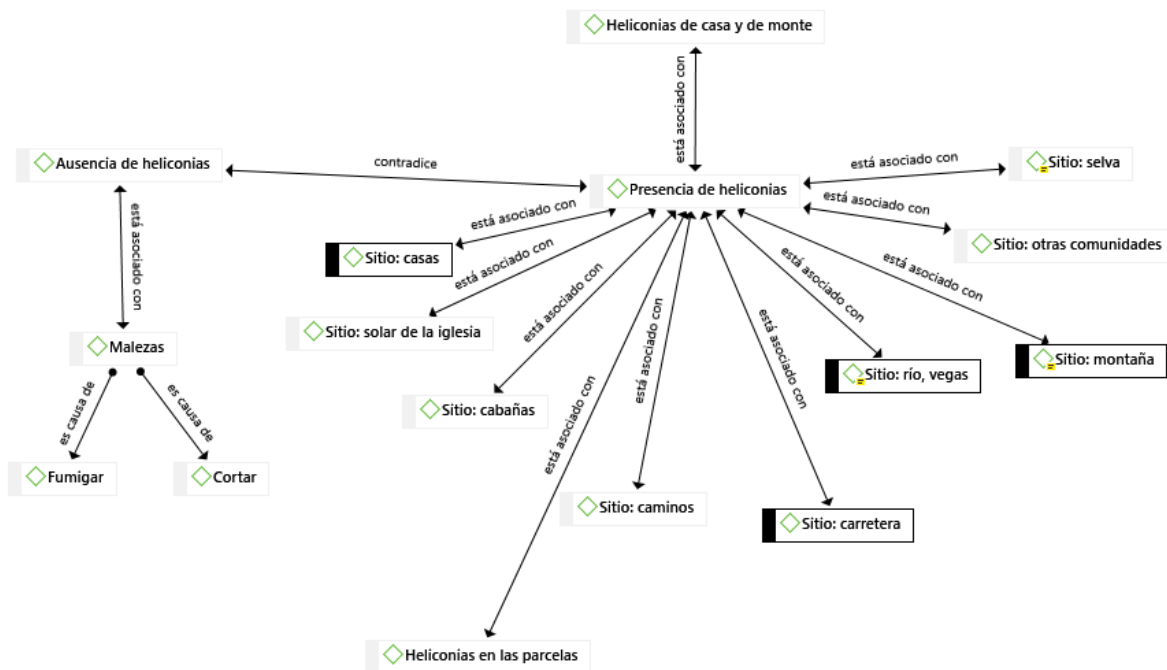 Heliconias de casa y de monte
está asociado con
Ausencia de heliconias
contradice
Presencia de heliconias
está asociado con
Sitio: selva
está asociado con
Sitio: otras comunidades
está asociado con
Sitio: casas
está asociado con
Sitio: solar de la iglesia
está asociado con
Sitio: cabañas
está asociado con
Heliconias en las parcelas
está asociado con
Sitio: caminos
está asociado con
Sitio: carretera
está asociado con
Sitio: río, vegas
está asociado con
Sitio: montaña
está asociado con
Malezas
es causa de
Fumigar
es causa de
Cortar